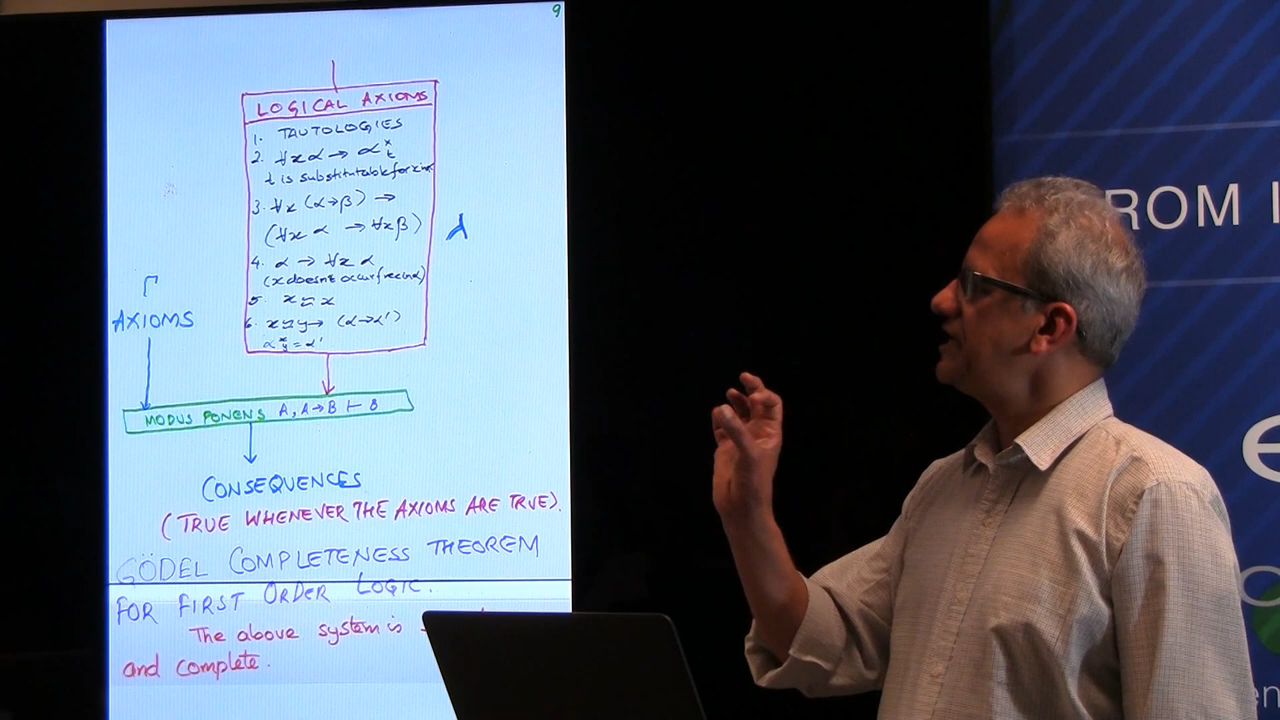 9
LOGICAL AXIOMS
1. TAUTOLOGIES
2. ∀x α → α^x_t
t is substitutable for x in α
3. ∀x (α→β) →
(∀x α → ∀x β)
4. α → ∀x α
(x doesn't occur free in α)
5. x ≈ x
6. x ≈ y → (α→α')
α^x_y = α'
Λ
Γ
AXIOMS
MODUS PONENS A, A→B ⊢ B
CONSEQUENCES
(TRUE WHENEVER THE AXIOMS ARE TRUE).
GÖDEL COMPLETENESS THEOREM
FOR FIRST ORDER LOGIC.
The above system is
and complete.
ROM I
e
en